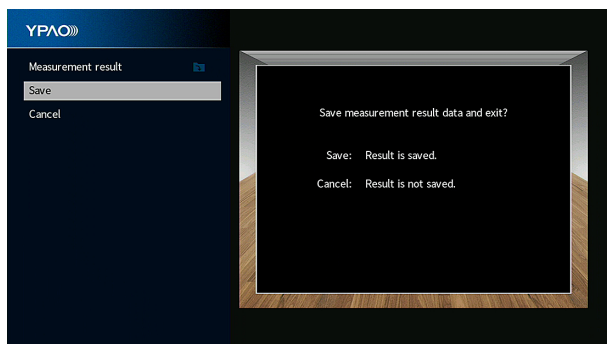 YPAO
Measurement result
Save
Cancel
Save measurement result data and exit?
Save: Result is saved.
Cancel: Result is not saved.